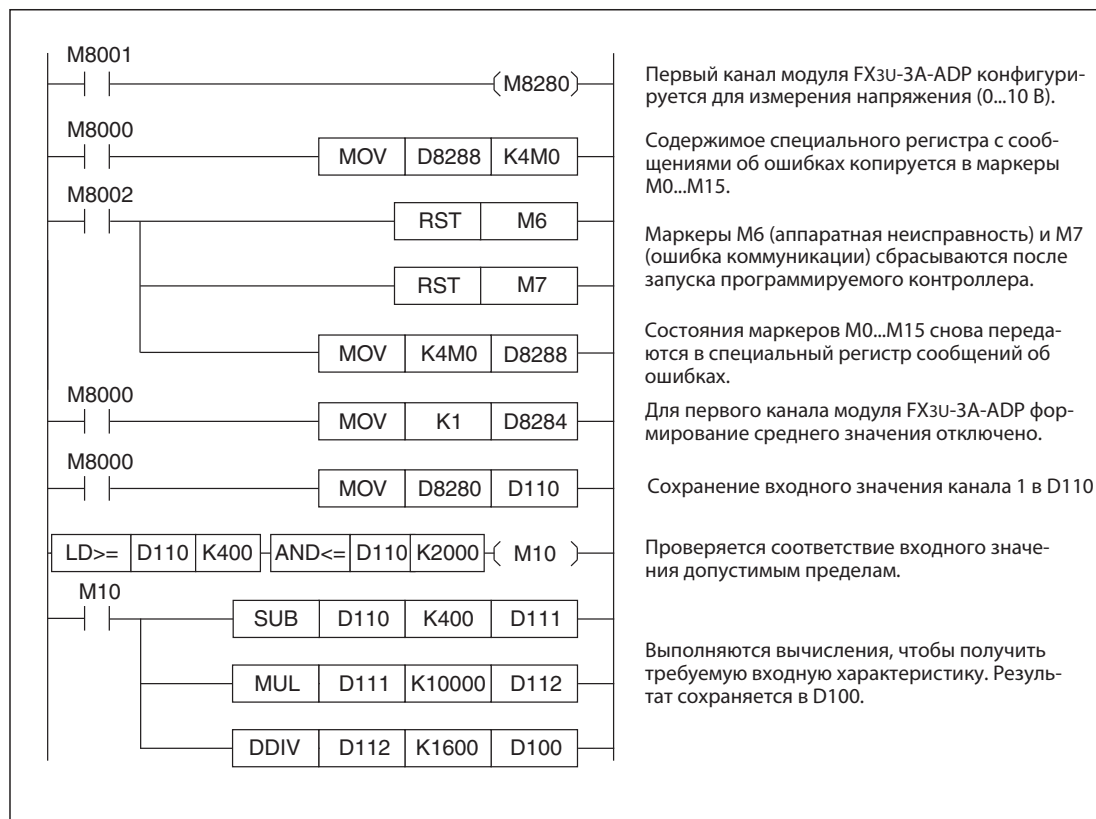 M8001
M8280
Первый канал модуля FX3U-3A-ADP конфигури-
руется для измерения напряжения (0...10 В).
M8000
MOV D8288 K4M0
Содержимое специального регистра с сооб-
щениями об ошибках копируется в маркеры
M0...M15.
M8002
RST M6
RST M7
Маркеры M6 (аппаратная неисправность) и M7
(ошибка коммуникации) сбрасываются после
запуска программируемого контроллера.
MOV K4M0 D8288
Состояния маркеров M0...M15 снова переда-
ются в специальный регистр сообщений об
ошибках.
M8000
MOV K1 D8284
Для первого канала модуля FX3U-3A-ADP фор-
мирование среднего значения отключено.
M8000
MOV D8280 D110
Сохранение входного значения канала 1 в D110
LD>= D110 K400 AND<= D110 K2000 M10
Проверяется соответствие входного значе-
ния допустимым пределам.
M10
SUB D110 K400 D111
MUL D111 K10000 D112
DDIV D112 K1600 D100
Выполняются вычисления, чтобы получить
требуемую входную характеристику. Резуль-
тат сохраняется в D100.